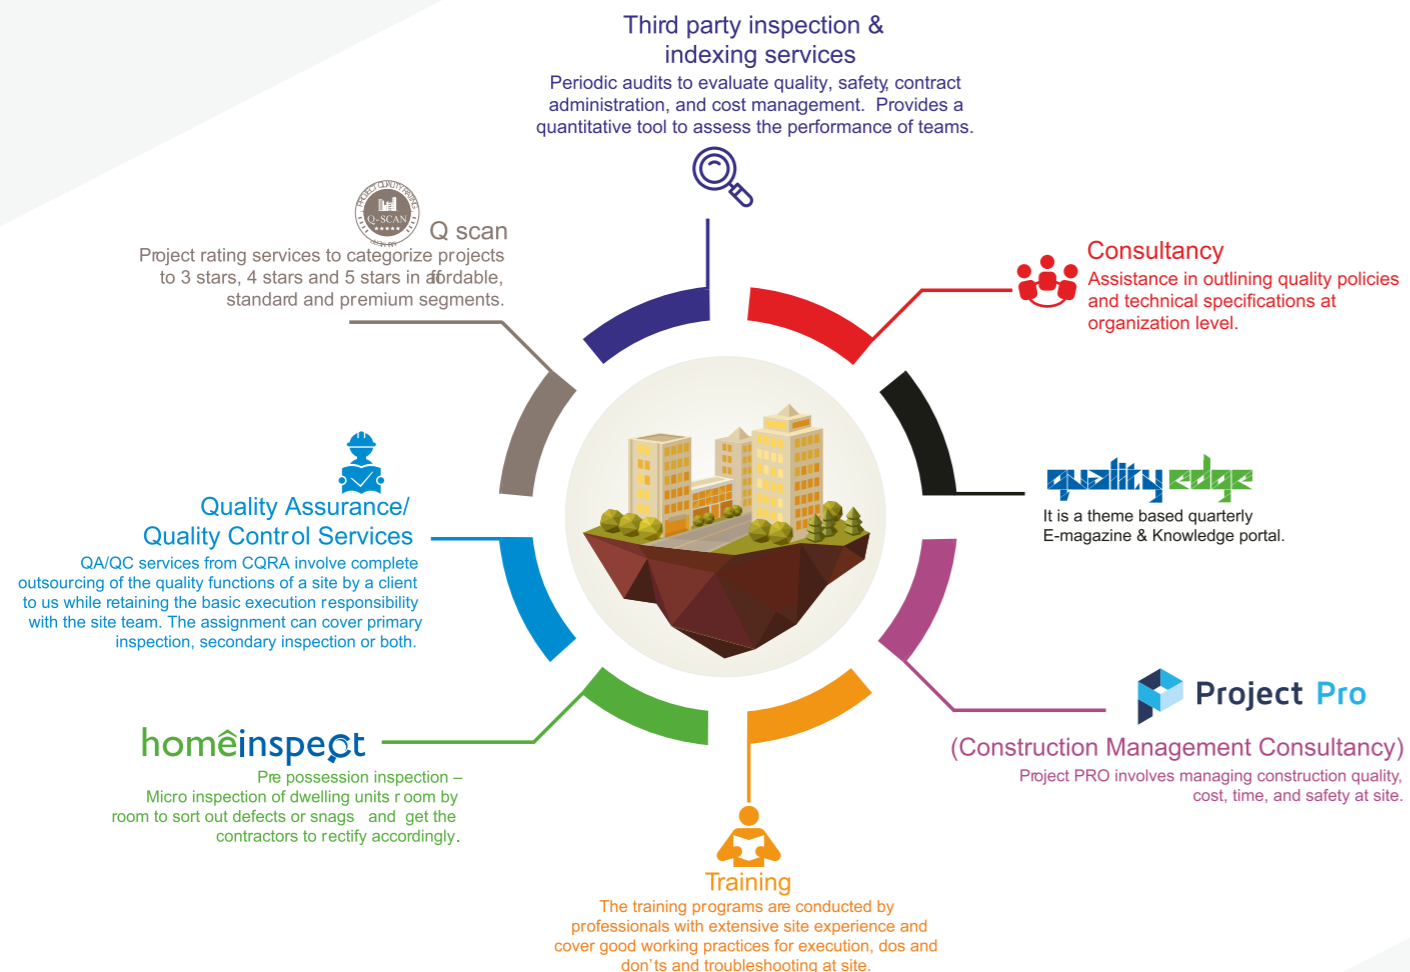 Third party inspection &
indexing services
Periodic audits to evaluate quality, safety, contract
administration, and cost management. Provides a
quantitative tool to assess the performance of teams.
PROJECT QUALITY RATING
Q-SCAN
Q scan
Project rating services to categorize projects
to 3 stars, 4 stars and 5 stars in affordable,
standard and premium segments.
Consultancy
Assistance in outlining quality policies
and technical specifications at
organization level.
quality edge
It is a theme based quarterly
E-magazine & Knowledge portal.
Quality Assurance/
Quality Control Services
QA/QC services from CQRA involve complete
outsourcing of the quality functions of a site by a client
to us while retaining the basic execution responsibility
with the site team. The assignment can cover primary
inspection, secondary inspection or both.
Project Pro
(Construction Management Consultancy)
Project PRO involves managing construction quality,
cost, time, and safety at site.
homeinspect
Pre possession inspection –
Micro inspection of dwelling units room by
room to sort out defects or snags and get the
contractors to rectify accordingly.
Training
The training programs are conducted by
professionals with extensive site experience and
cover good working practices for execution, dos and
don'ts and troubleshooting at site.